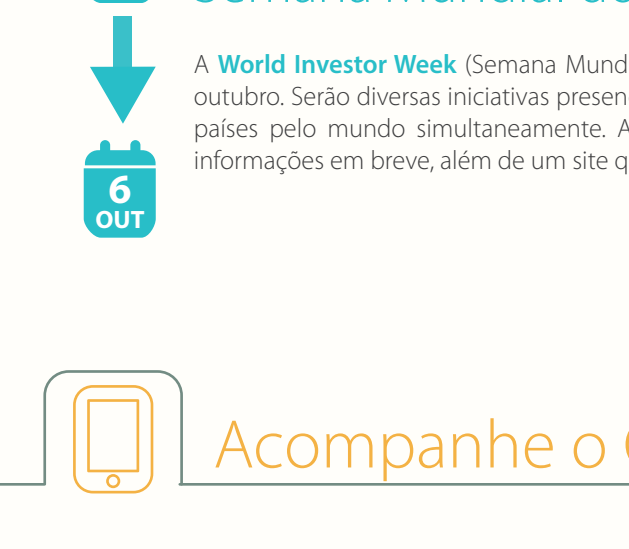 A World Investor Week (Semana Mund
outubro. Serão diversas iniciativas presen
países pelo mundo simultaneamente. A
informações em breve, além de um site q
6
OUT
Acompanhe o